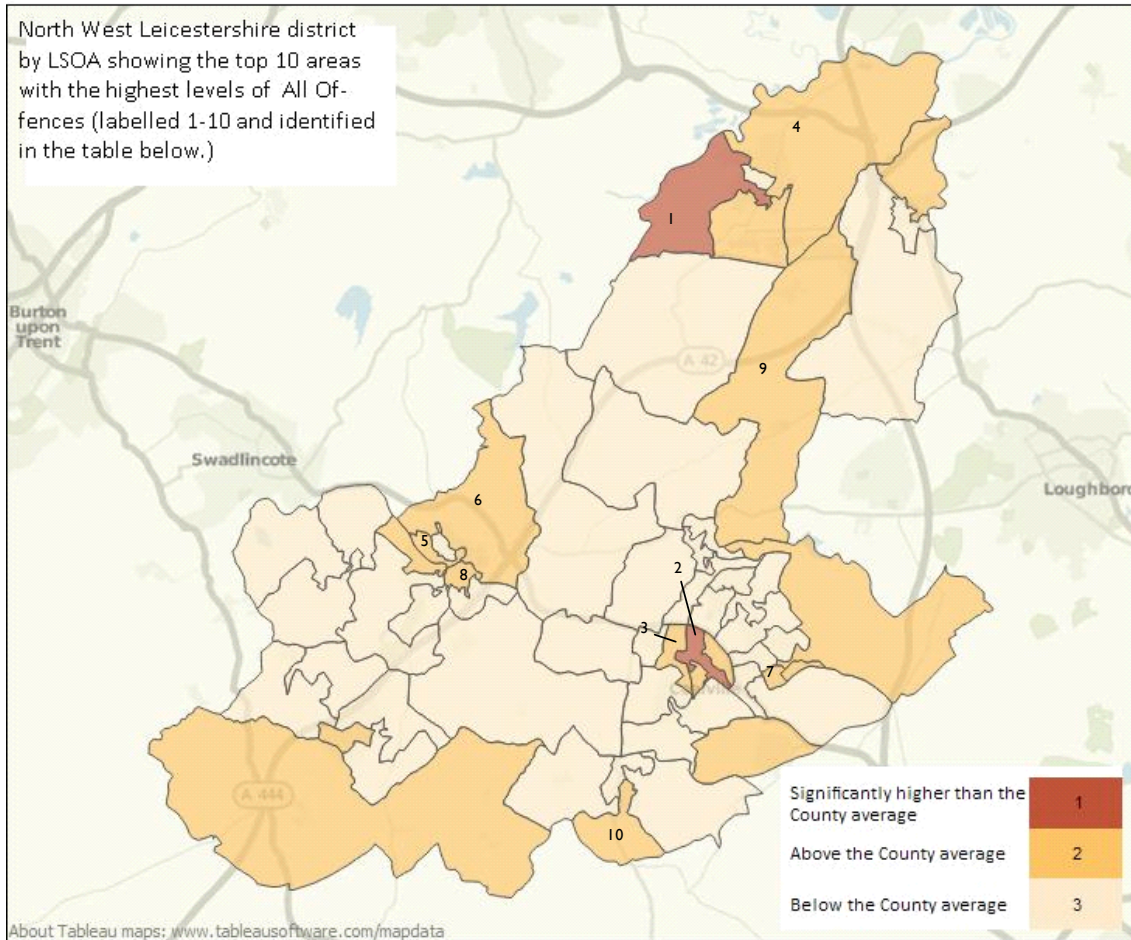 North West Leicestershire district
by LSOA showing the top 10 areas
with the highest levels of All Of-
fences (labelled 1-10 and identified
in the table below.)
4
1
Burton
upon
Trent
A 42
9
Swadlincote
Loughboro
6
5
8
2
3
7
Coalville
A 444
10
Significantly higher than the
County average
1
Above the County average
2
Below the County average
3
About Tableau maps: www.tableausoftware.com/mapdata